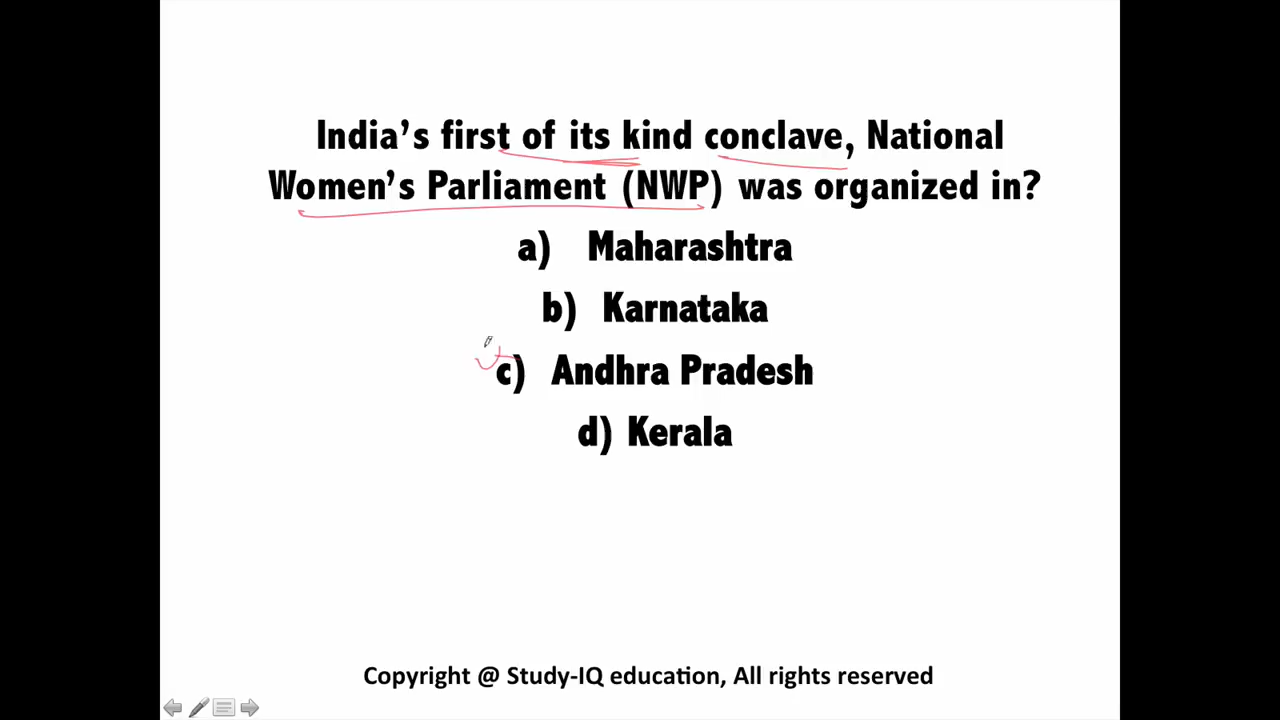 India’s first of its kind conclave, National
Women’s Parliament (NWP) was organized in?
a) Maharashtra
b) Karnataka
c) Andhra Pradesh
d) Kerala
Copyright @ Study-IQ education, All rights reserved